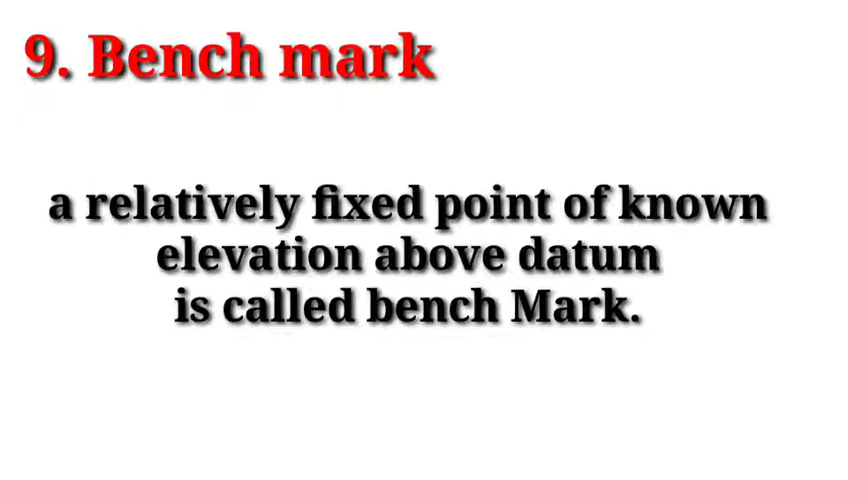 9. Bench mark
a relatively fixed point of known
elevation above datum
is called bench Mark.